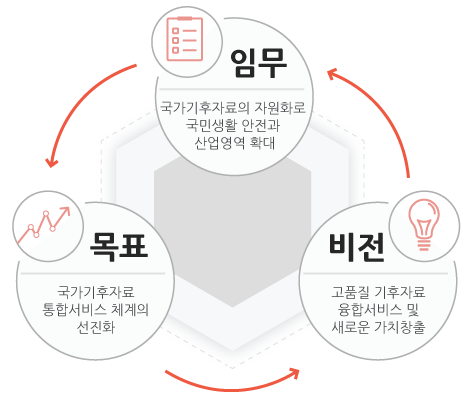 임무
국가기후자료의 자원화로
국민생활 안전과
산업영역 확대
목표
국가기후자료
통합서비스 체계의
선진화
비전
고품질 기후자료
융합서비스 및
새로운 가치창출